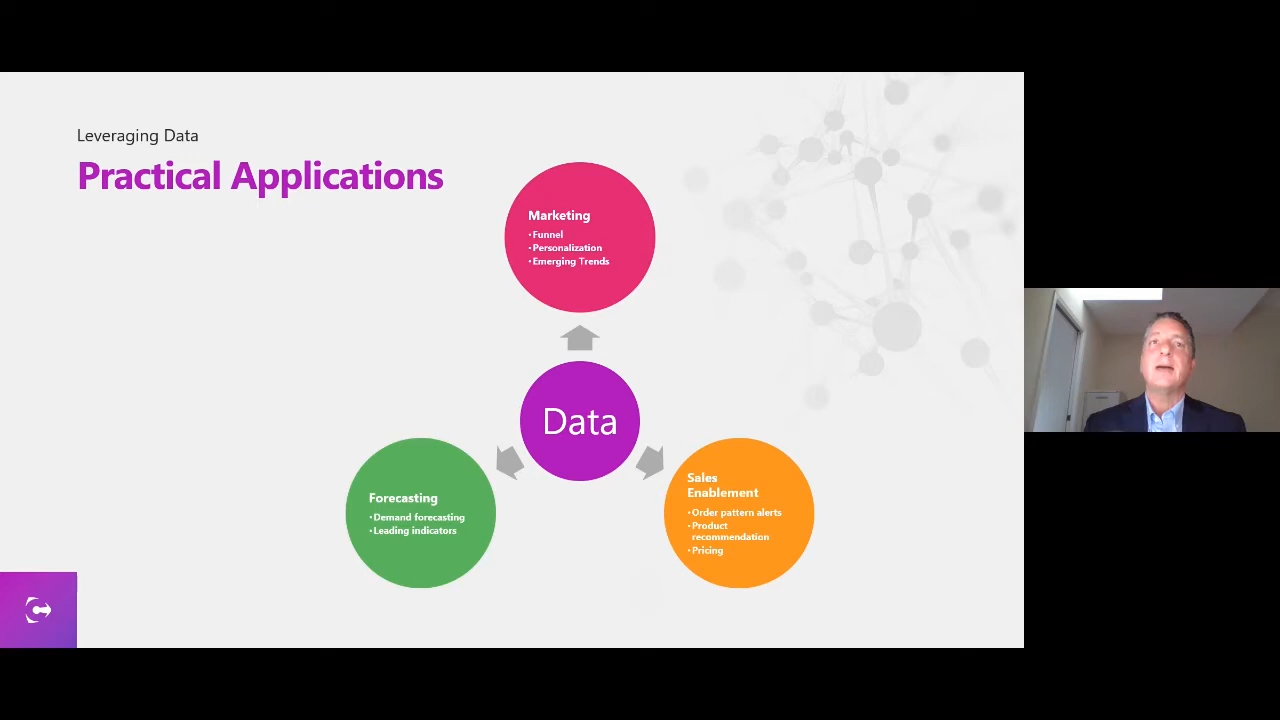 Leveraging Data
Practical Applications
Marketing
•Funnel
•Personalization
•Emerging Trends
Data
Forecasting
•Demand forecasting
•Leading indicators
Sales
Enablement
•Order pattern alerts
•Product
recommendation
•Pricing